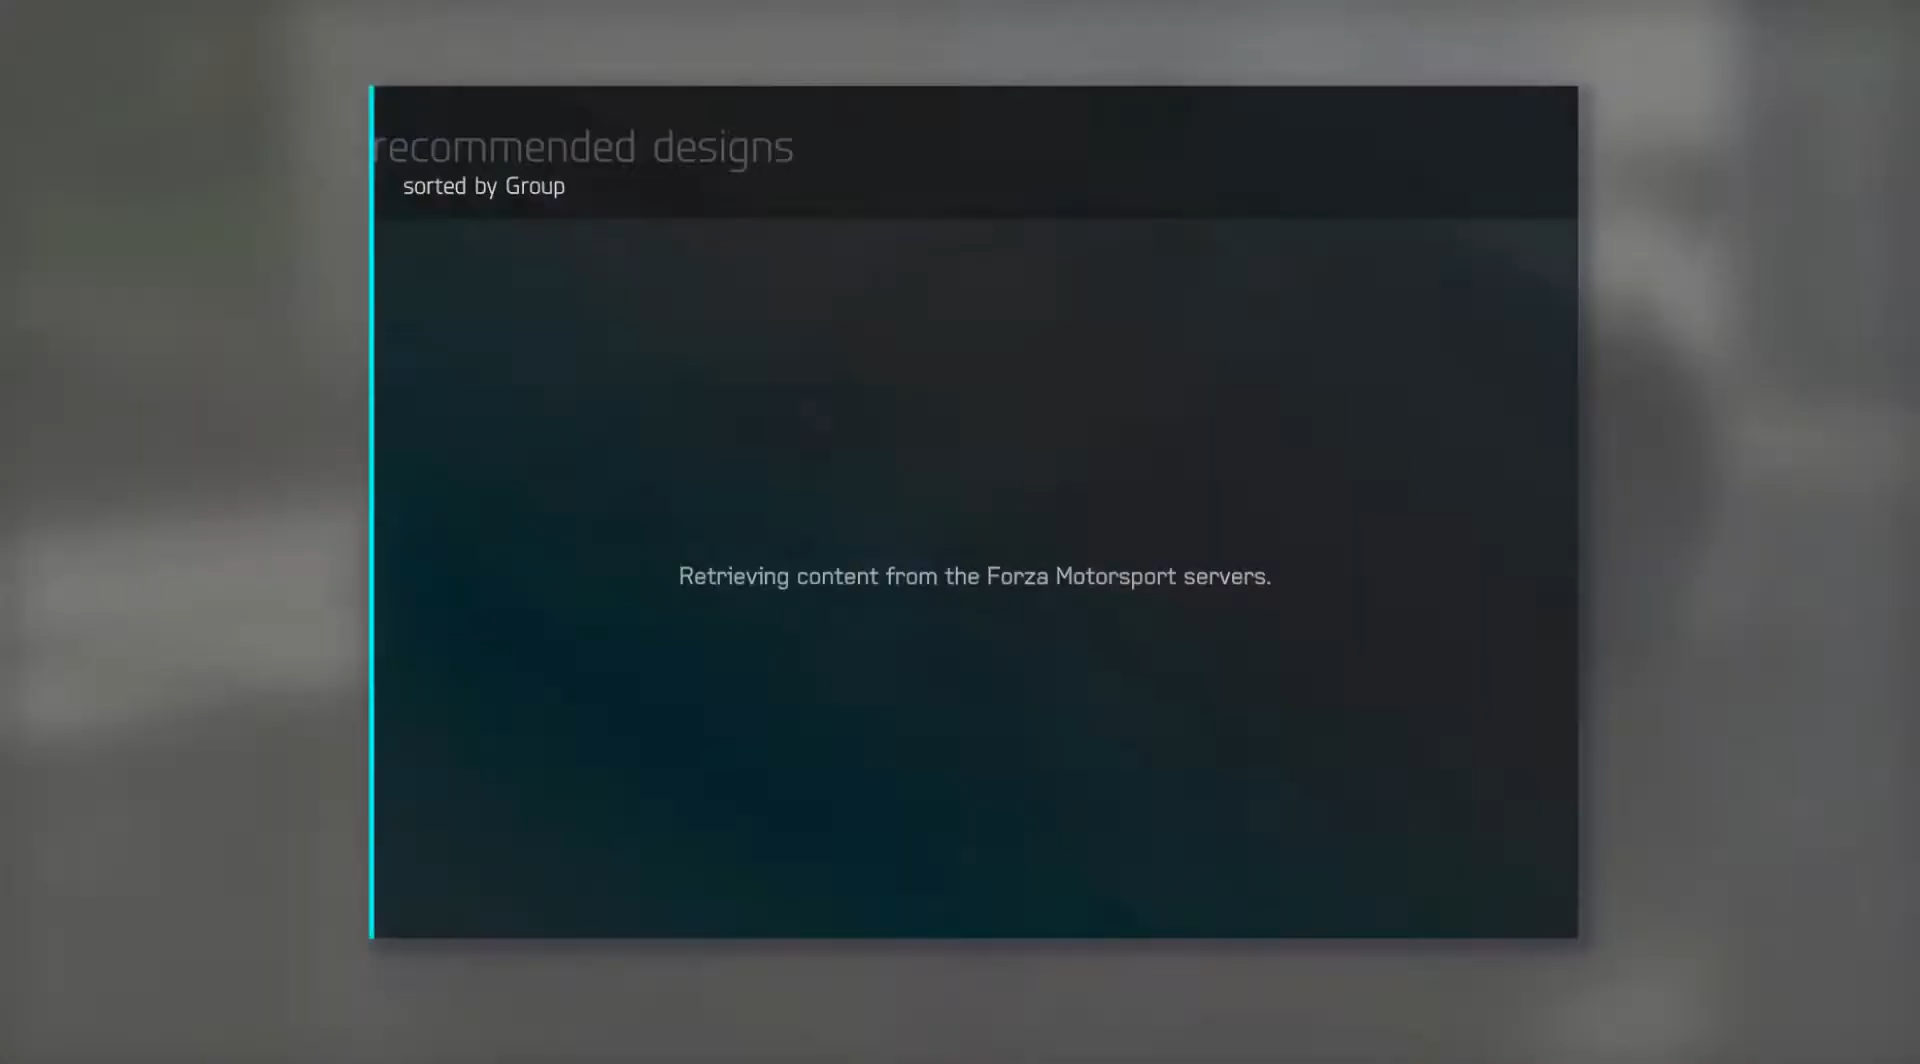 recommended designs
sorted by Group
Retrieving content from the Forza Motorsport servers.